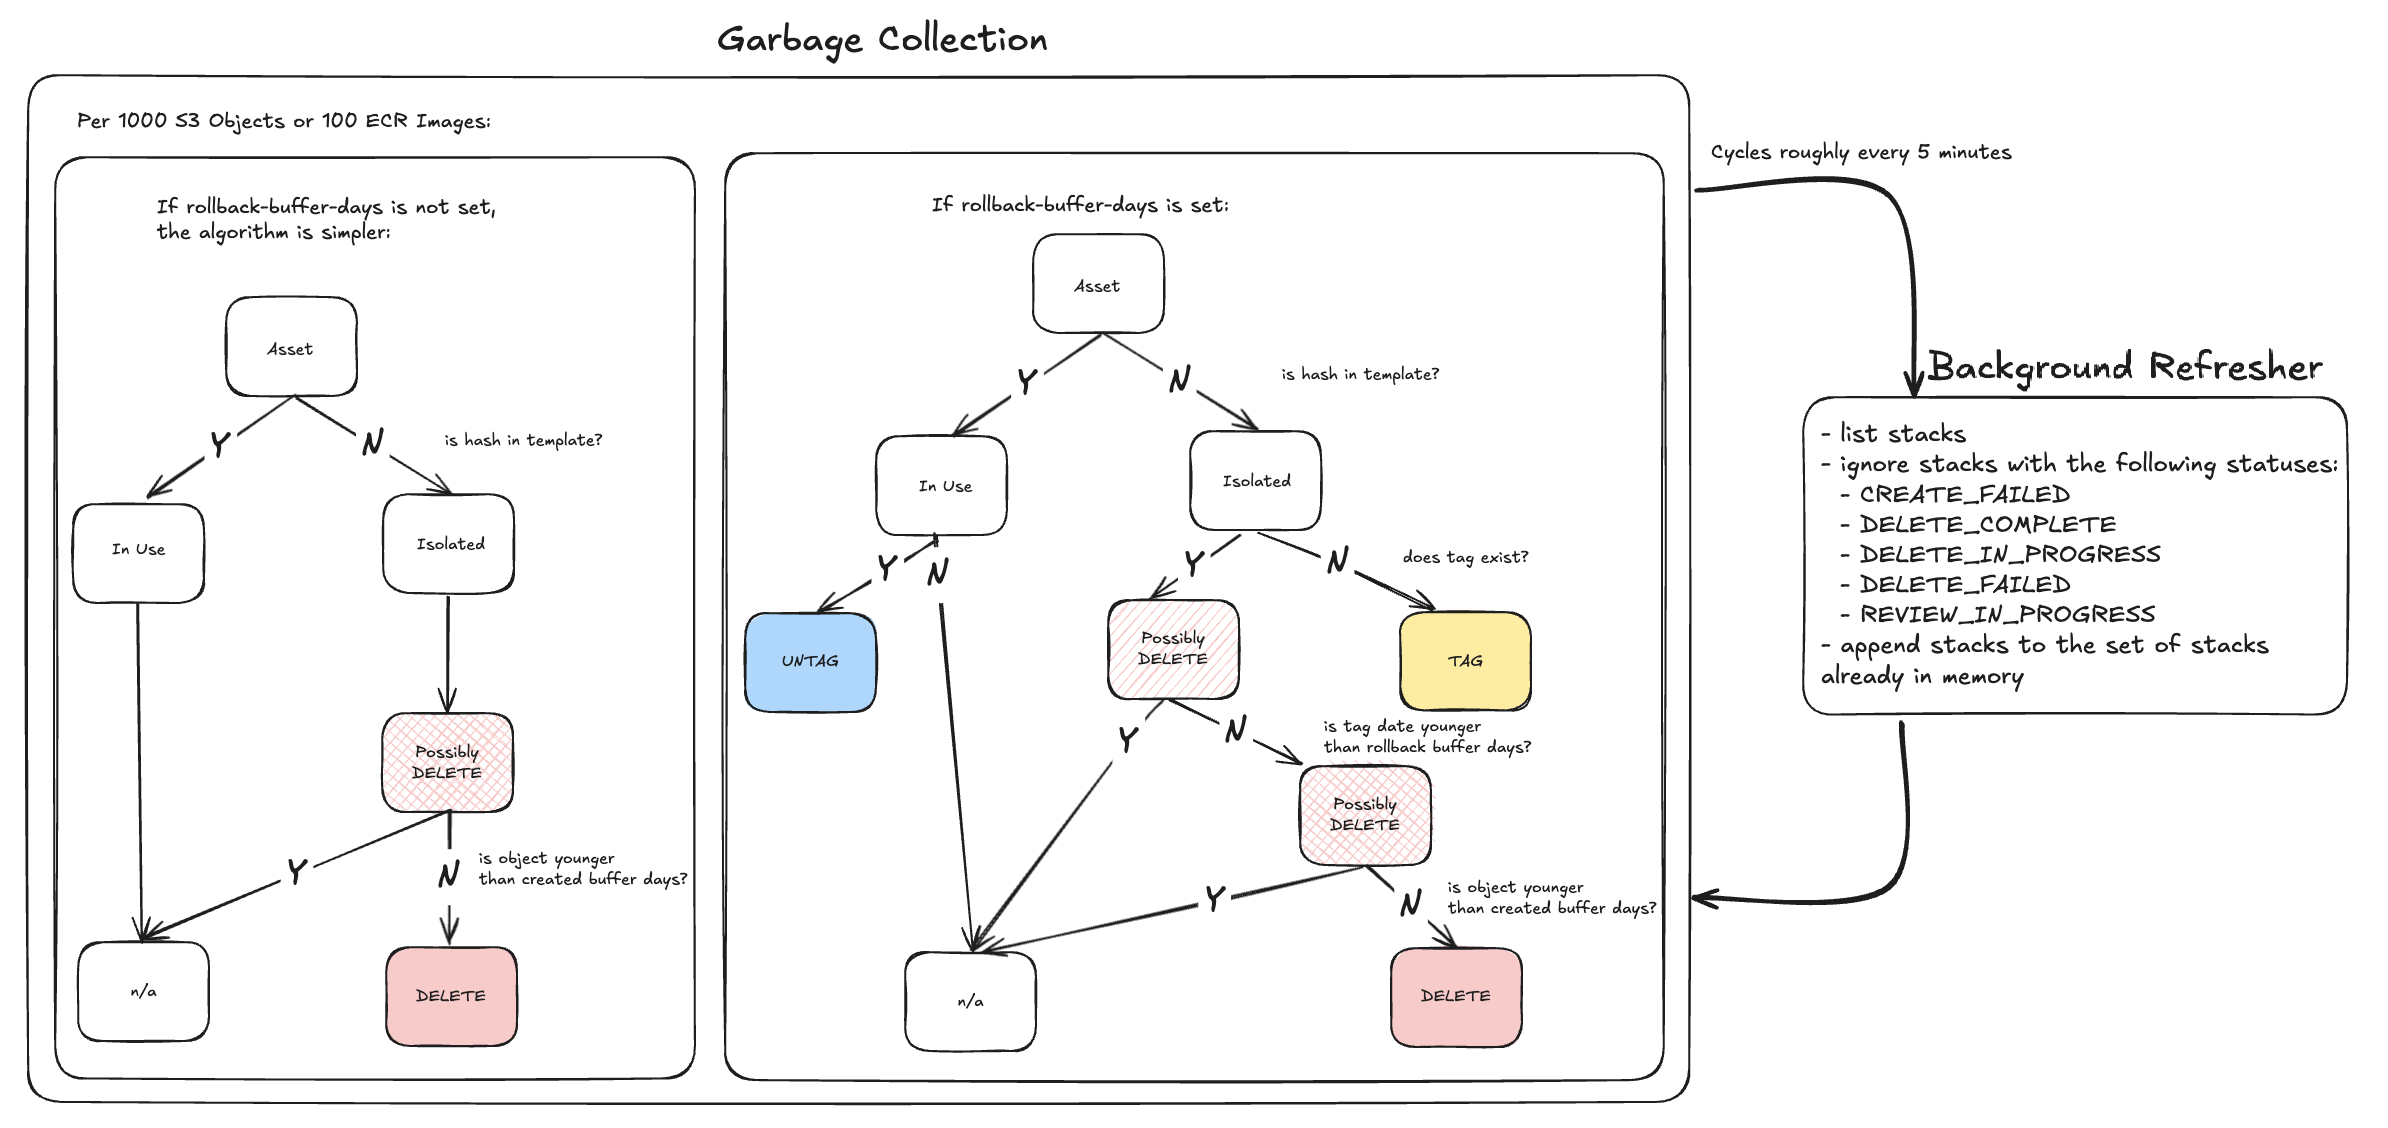 Garbage Collection
Per 1000 S3 Objects or 100 ECR Images:
If rollback-buffer-days is not set,
the algorithm is simpler:
Asset
Y
N
is hash in template?
In Use
Isolated
Possibly
DELETE
Y
N
is object younger
than created buffer days?
n/a
DELETE
If rollback-buffer-days is set:
Asset
Y
N
is hash in template?
In Use
Isolated
Y
N
Y
N
does tag exist?
UNTAG
Possibly
DELETE
TAG
Y
N
is tag date younger
than rollback buffer days?
Possibly
DELETE
Y
N
is object younger
than created buffer days?
n/a
DELETE
Cycles roughly every 5 minutes
Background Refresher
- list stacks
- ignore stacks with the following statuses:
- CREATE_FAILED
- DELETE_COMPLETE
- DELETE_IN_PROGRESS
- DELETE_FAILED
- REVIEW_IN_PROGRESS
- append stacks to the set of stacks
already in memory